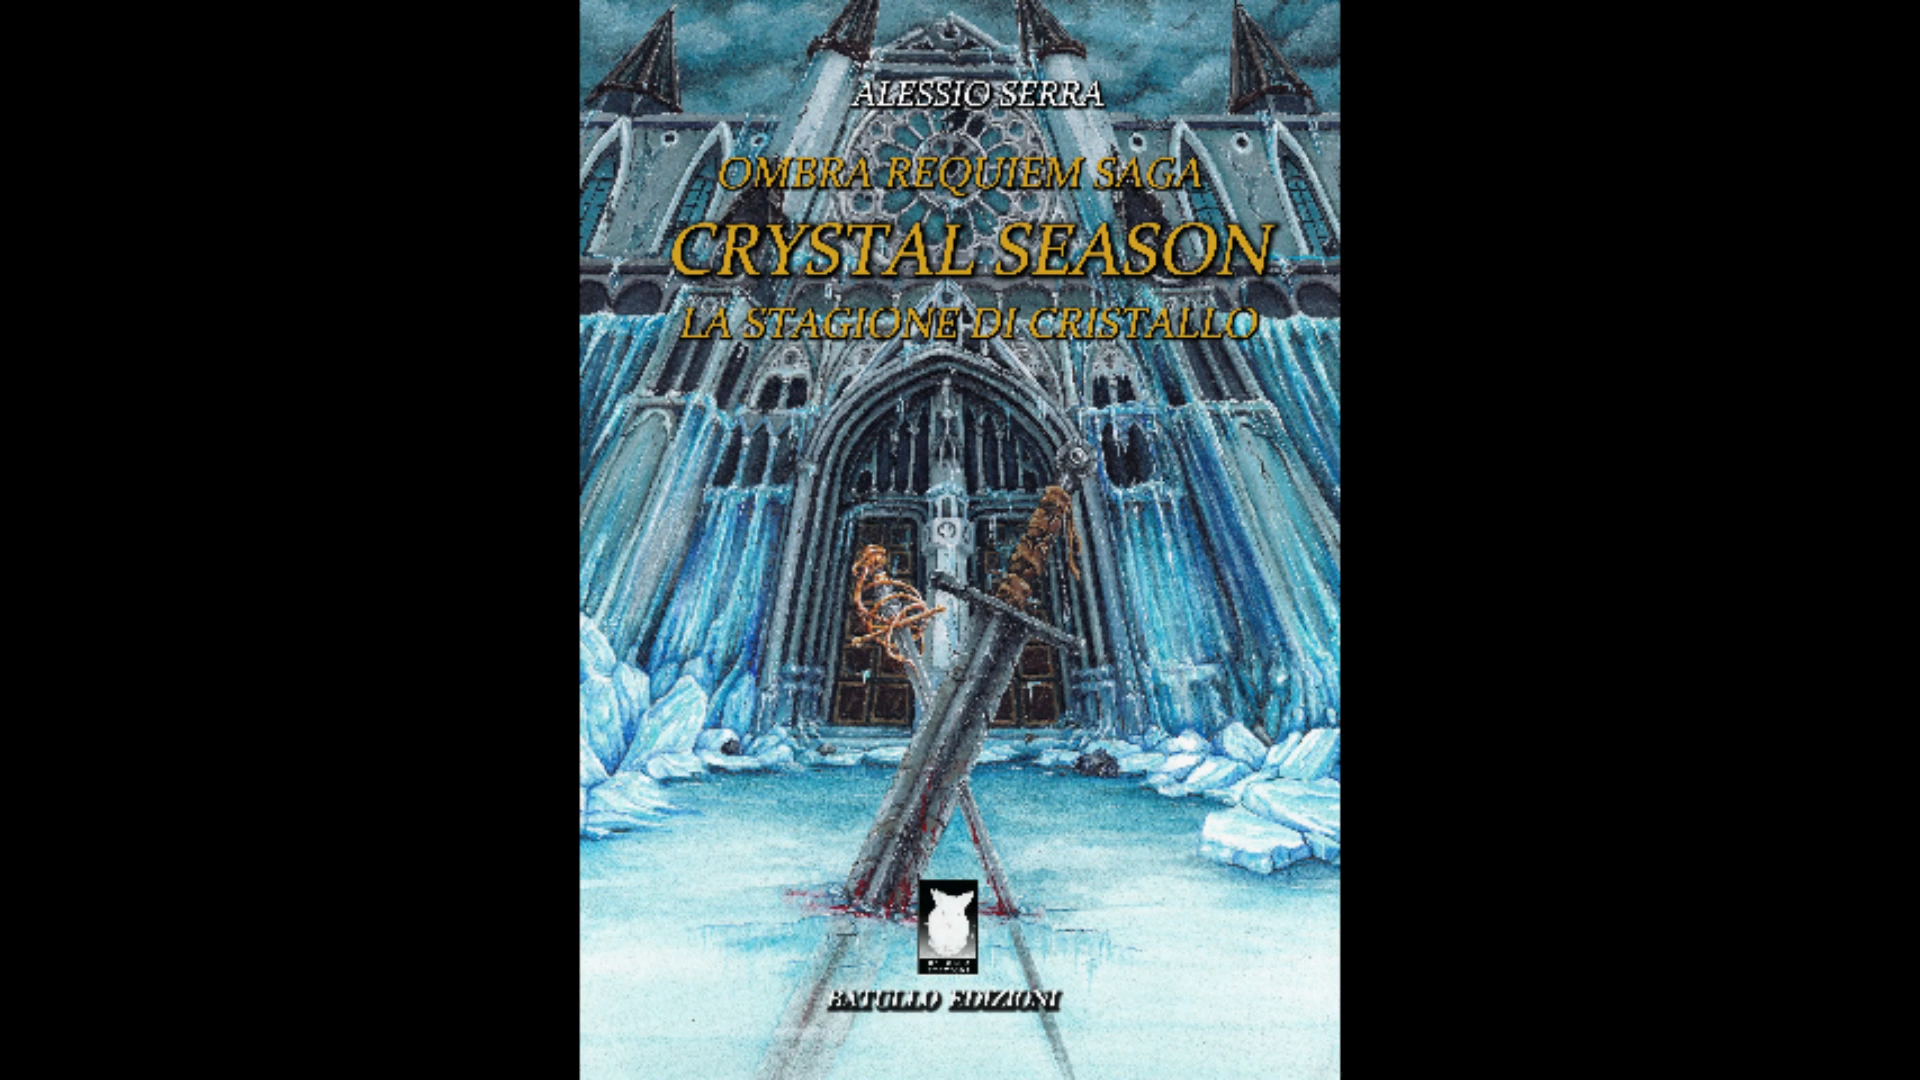 ALESSIO SERRA
OMBRA REQUIEM SAGA
CRYSTAL SEASON
LA STAGIONE DI CRISTALLO
BATULLO EDIZIONI